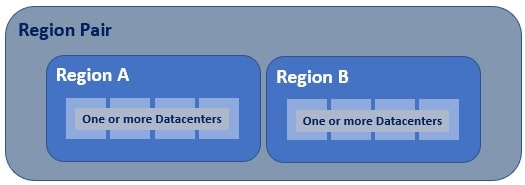 Region Pair
Region A
One or more Datacenters
Region B
One or more Datacenters